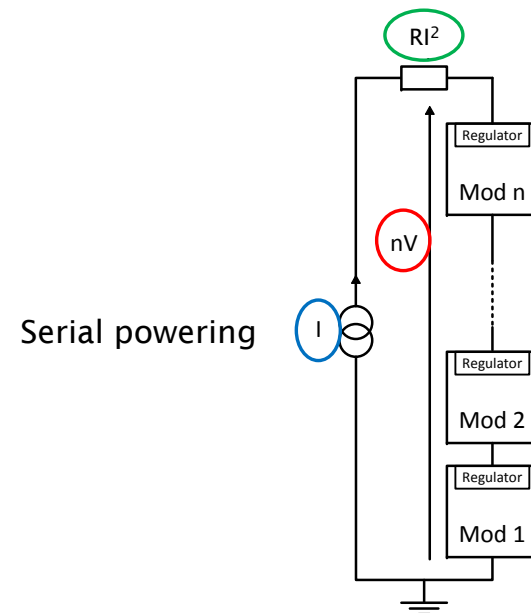 RI²
Regulator
Mod n
nV
Serial powering
I
Regulator
Mod 2
Regulator
Mod 1